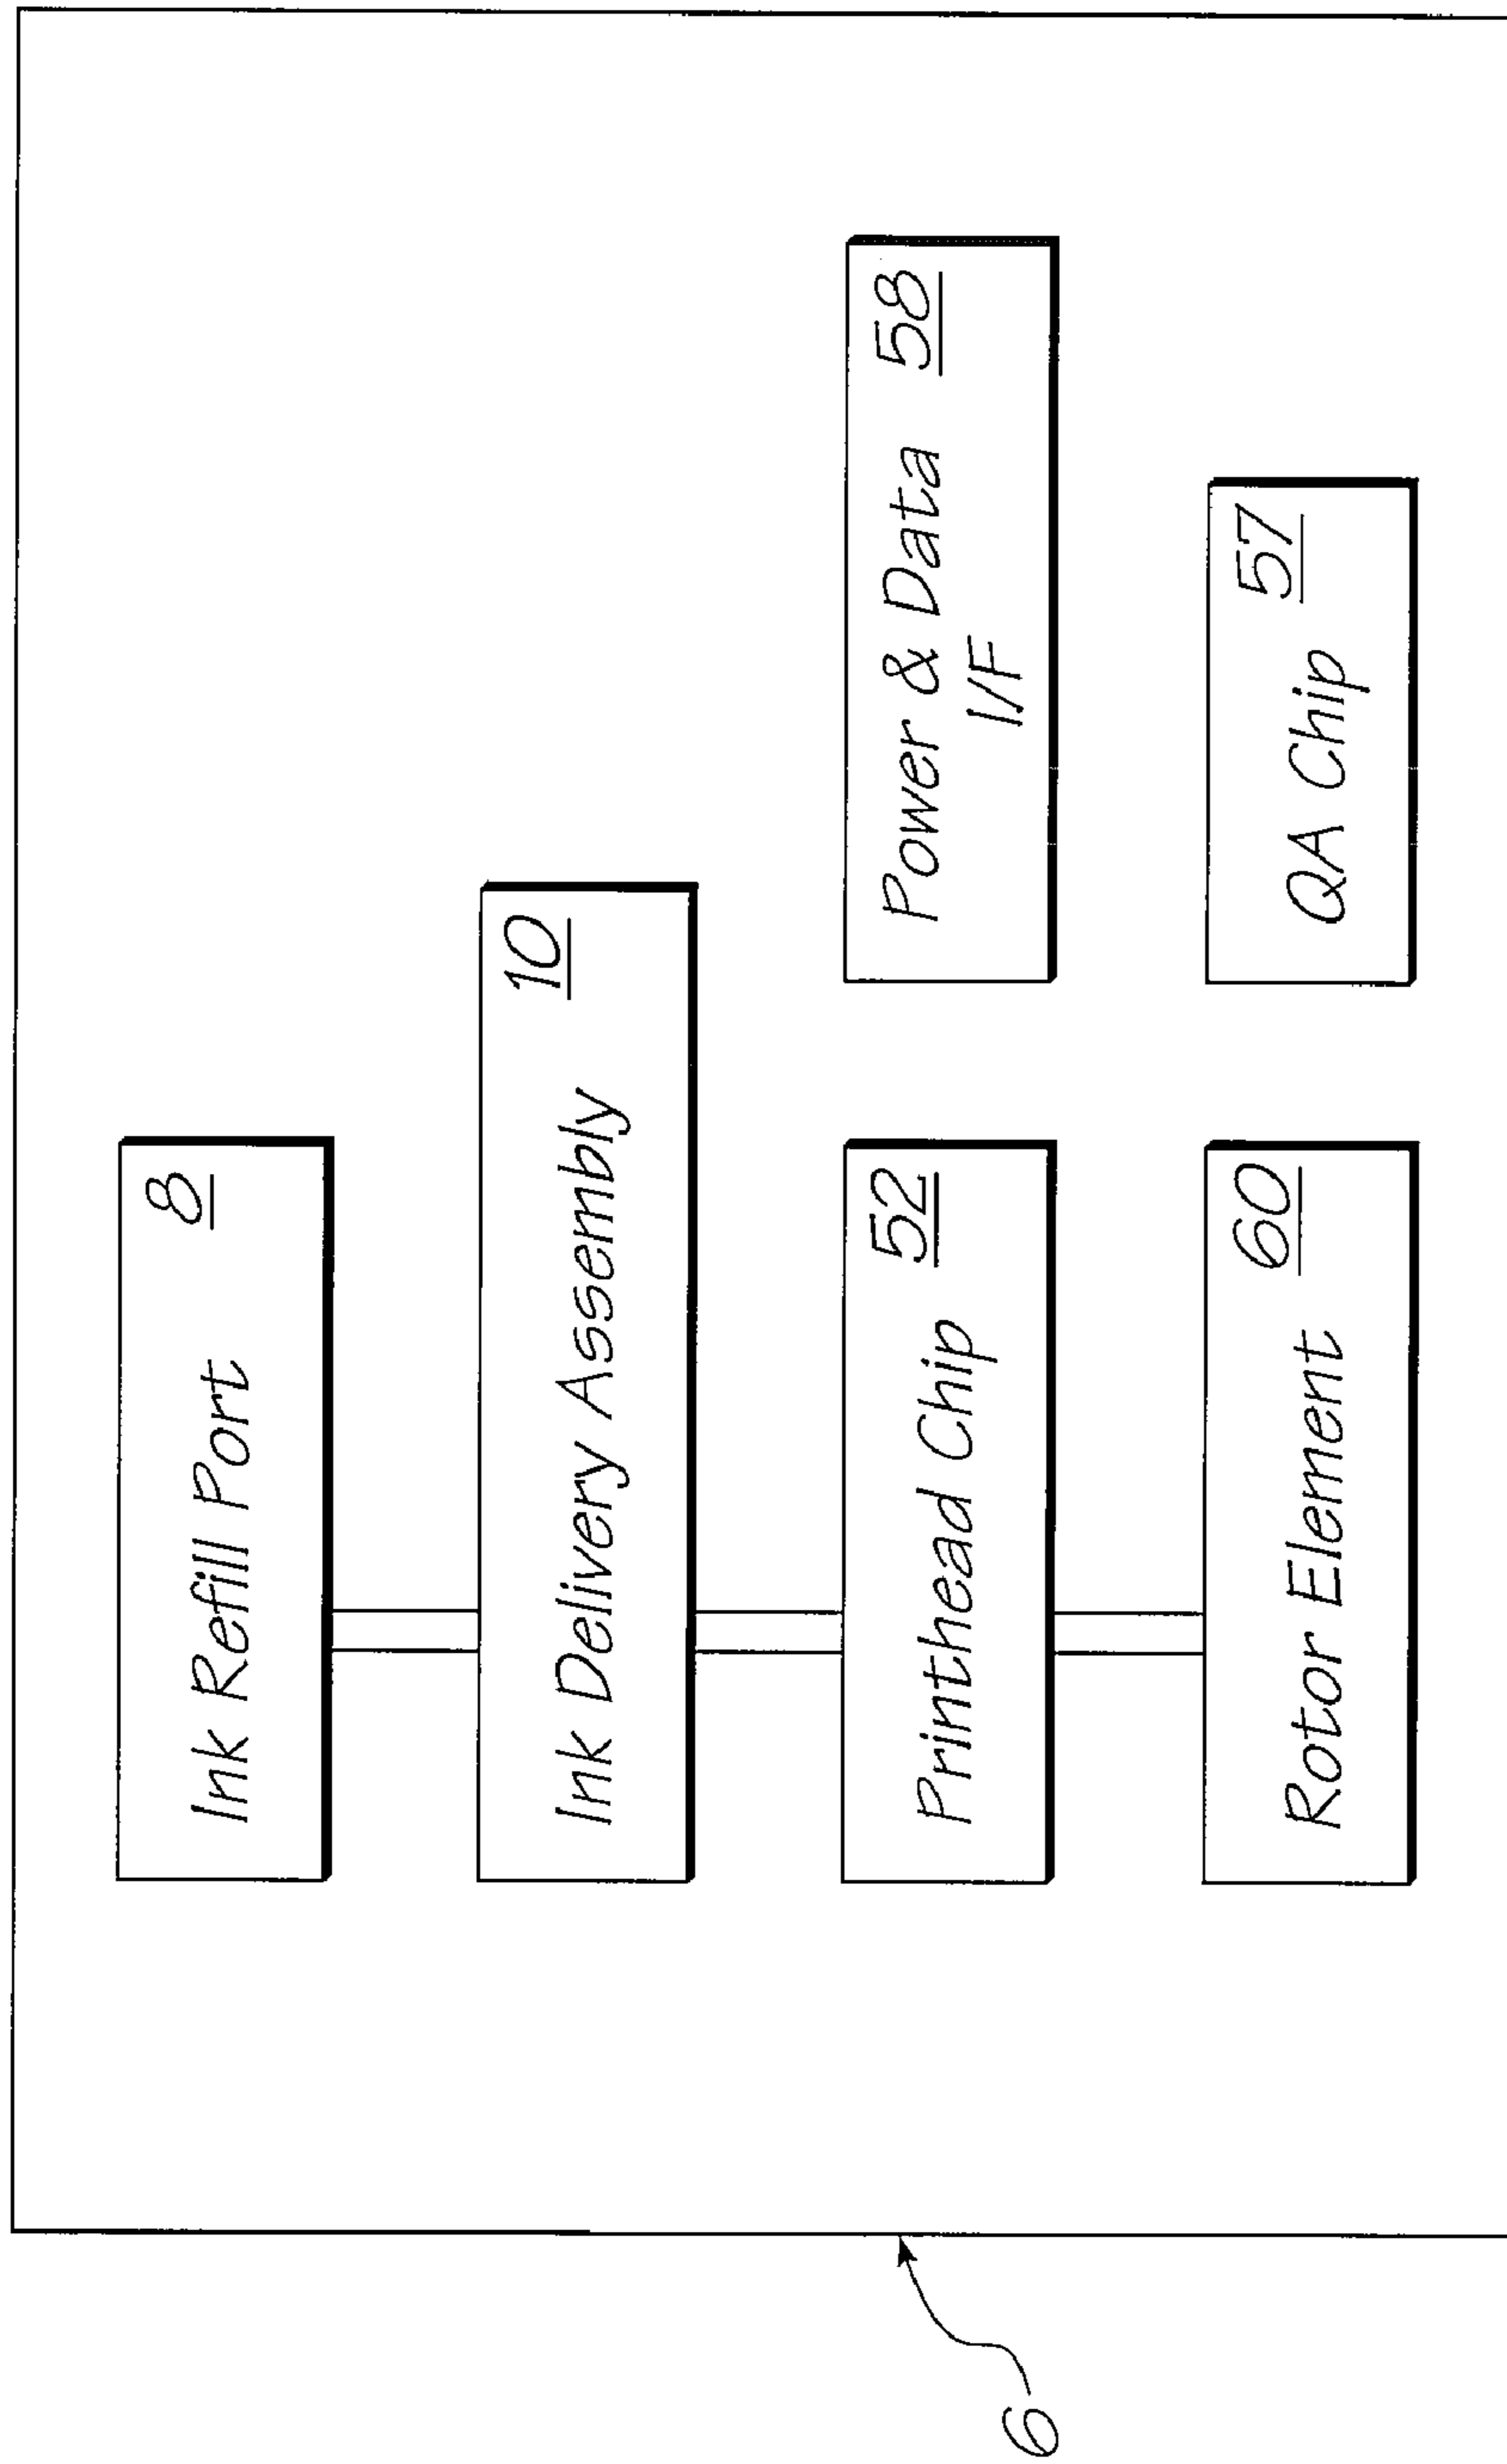 Ink Refill Port 8
Ink Delivery Assembly 10
Printhead Chip 52
Power & Data 58
I/F
Rotor Element 60
QA Chip 57
6